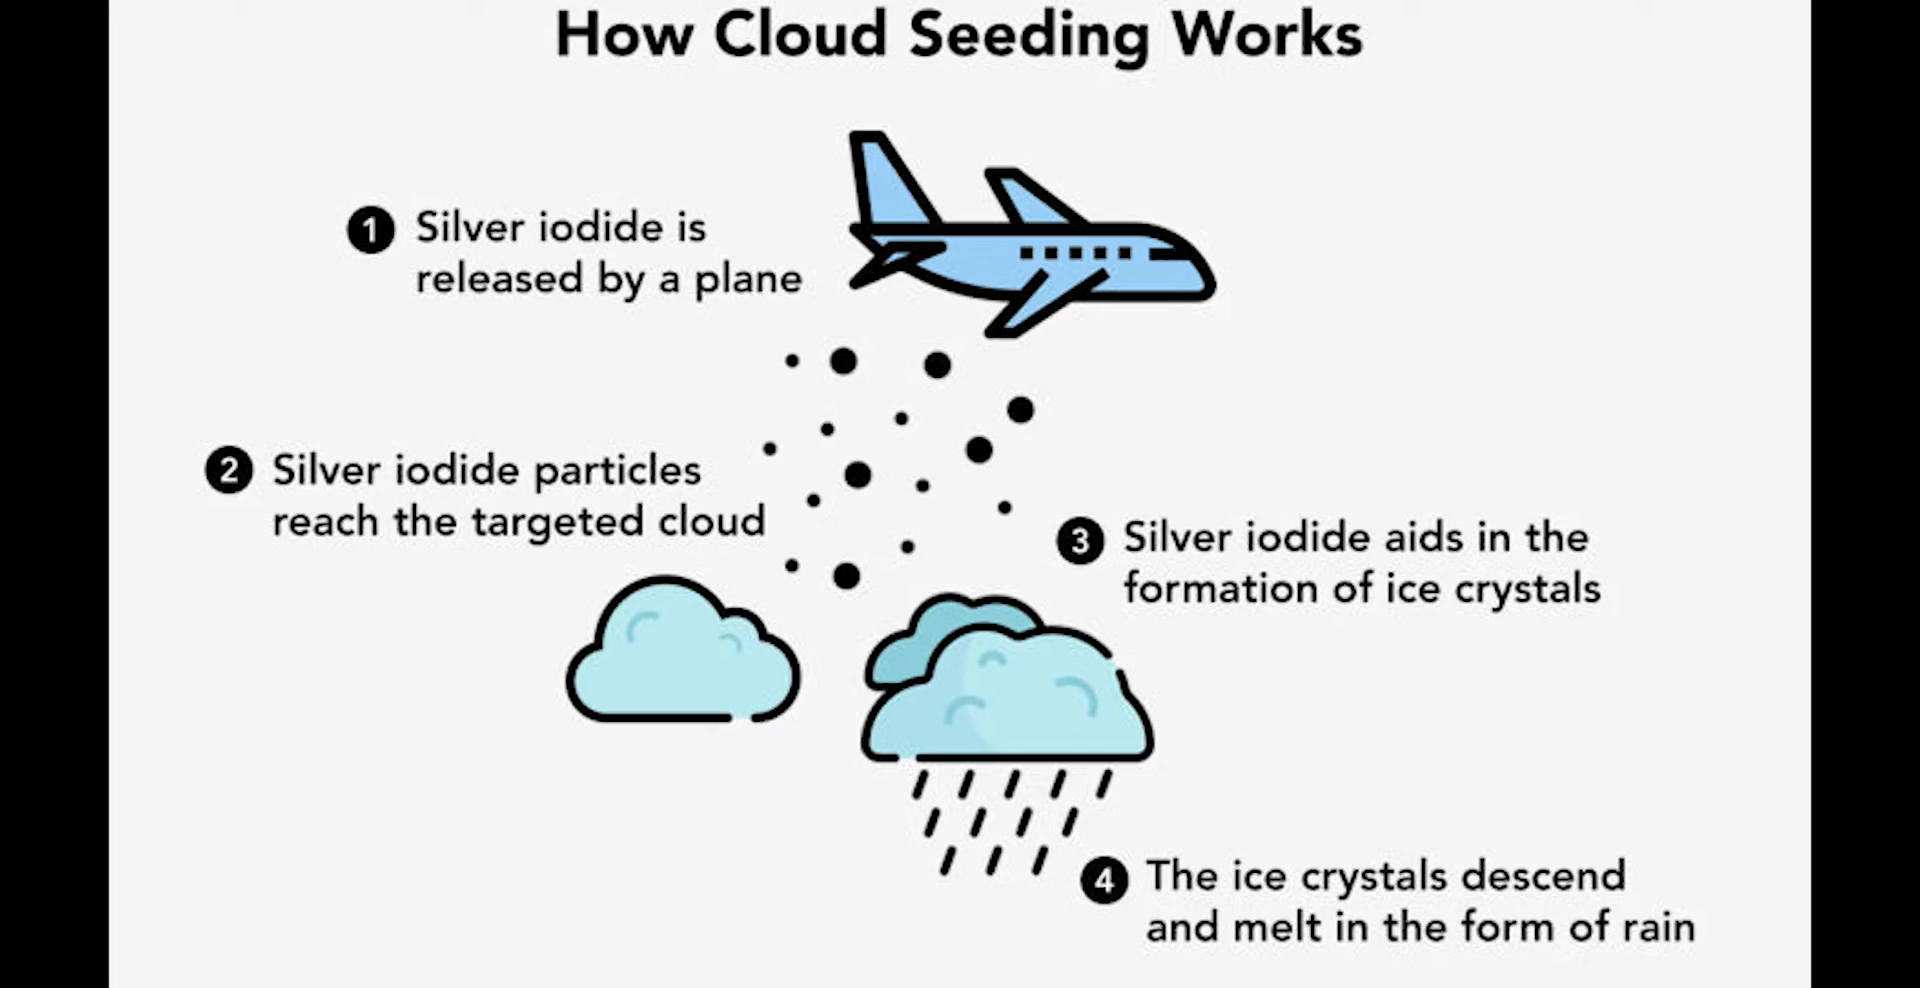 How Cloud Seeding Works
1 Silver iodide is
released by a plane
2 Silver iodide particles
reach the targeted cloud
3 Silver iodide aids in the
formation of ice crystals
4 The ice crystals descend
and melt in the form of rain